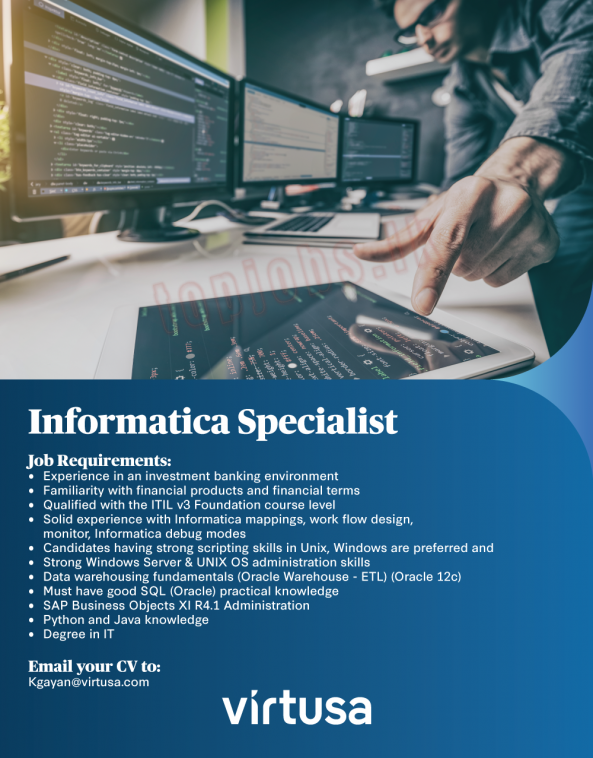 topjobs.lk
Informatica Specialist
Job Requirements:
• Experience in an investment banking environment
• Familiarity with financial products and financial terms
• Qualified with the ITIL v3 Foundation course level
• Solid experience with Informatica mappings, work flow design,
monitor, Informatica debug modes
• Candidates having strong scripting skills in Unix, Windows are preferred and
• Strong Windows Server & UNIX OS administration skills
• Data warehousing fundamentals (Oracle Warehouse - ETL) (Oracle 12c)
• Must have good SQL (Oracle) practical knowledge
• SAP Business Objects XI R4.1 Administration
• Python and Java knowledge
• Degree in IT
Email your CV to:
Kgayan@virtusa.com
virtusa